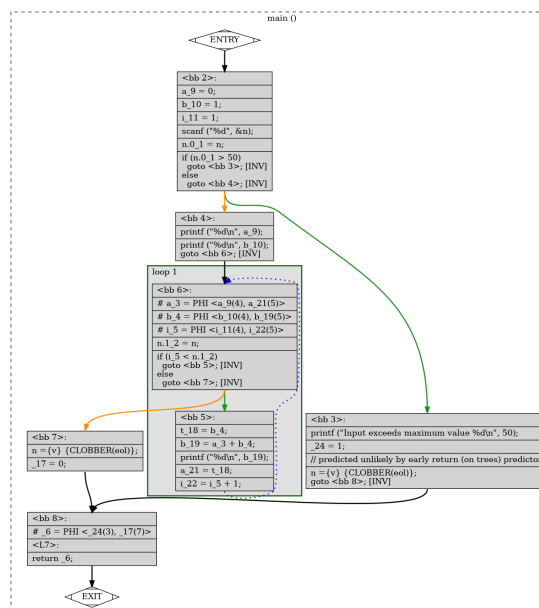 main ()
ENTRY
<bb 2>:
a_9 = 0;
b_10 = 1;
i_11 = 1;
scanf ("%d", &n);
n.0_1 = n;
if (n.0_1 > 50)
goto <bb 3>; [INV]
else
goto <bb 4>; [INV]
<bb 4>:
printf ("%d\n", a_9);
printf ("%d\n", b_10);
goto <bb 6>; [INV]
loop 1
<bb 6>:
# a_3 = PHI <a_9(4), a_21(5)>
# b_4 = PHI <b_10(4), b_19(5)>
# i_5 = PHI <i_11(4), i_22(5)>
n.1_2 = n;
if (i_5 < n.1_2)
goto <bb 5>; [INV]
else
goto <bb 7>; [INV]
<bb 5>:
t_18 = b_4;
b_19 = a_3 + b_4;
printf ("%d\n", b_19);
a_21 = t_18;
i_22 = i_5 + 1;
<bb 3>:
printf ("Input exceeds maximum value %d\n", 50);
_24 = 1;
// predicted unlikely by early return (on trees) predictor
n ={v} {CLOBBER(eol)};
goto <bb 8>; [INV]
<bb 7>:
n ={v} {CLOBBER(eol)};
_17 = 0;
<bb 8>:
# _6 = PHI <_24(3), _17(7)>
<L7>:
return _6;
EXIT